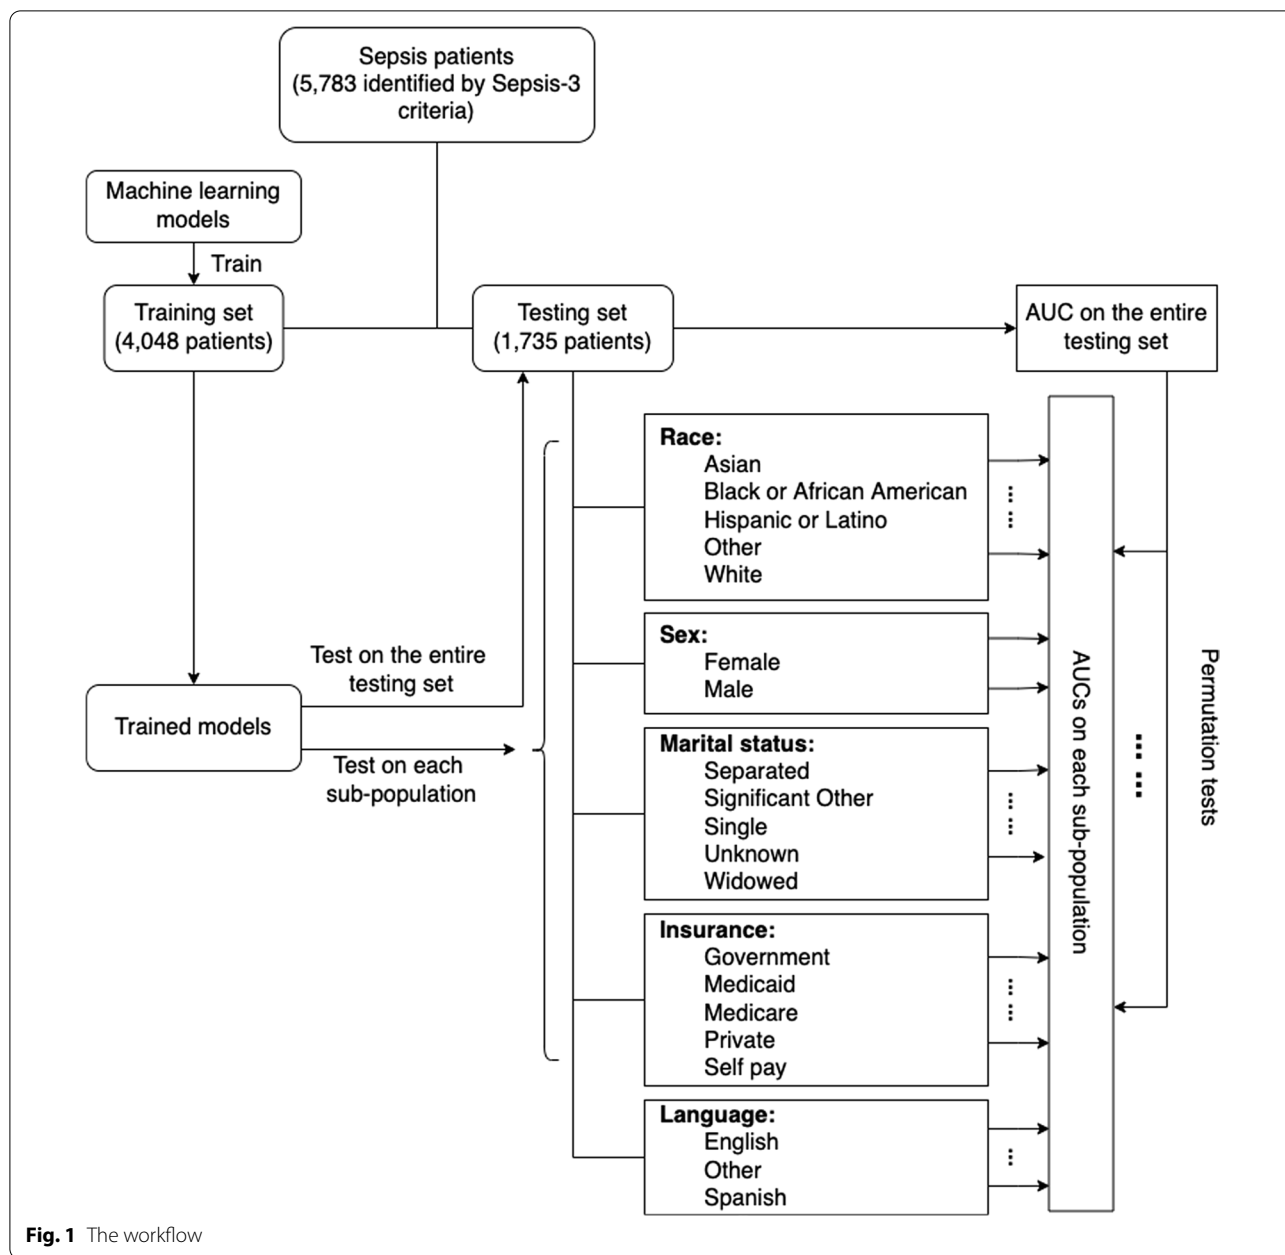 Sepsis patients
(5,783 identified by Sepsis-3
criteria)
Machine learning
models
Train
Training set
(4,048 patients)
Testing set
(1,735 patients)
AUC on the entire
testing set
Race:
Asian
Black or African American
Hispanic or Latino
Other
White
Sex:
Female
Male
Test on the entire
testing set
Trained models
Test on each
sub-population
Marital status:
Separated
Significant Other
Single
Unknown
Widowed
Insurance:
Government
Medicaid
Medicare
Private
Self pay
Language:
English
Other
Spanish
AUCs on each sub-population
Permutation tests
Fig. 1 The workflow